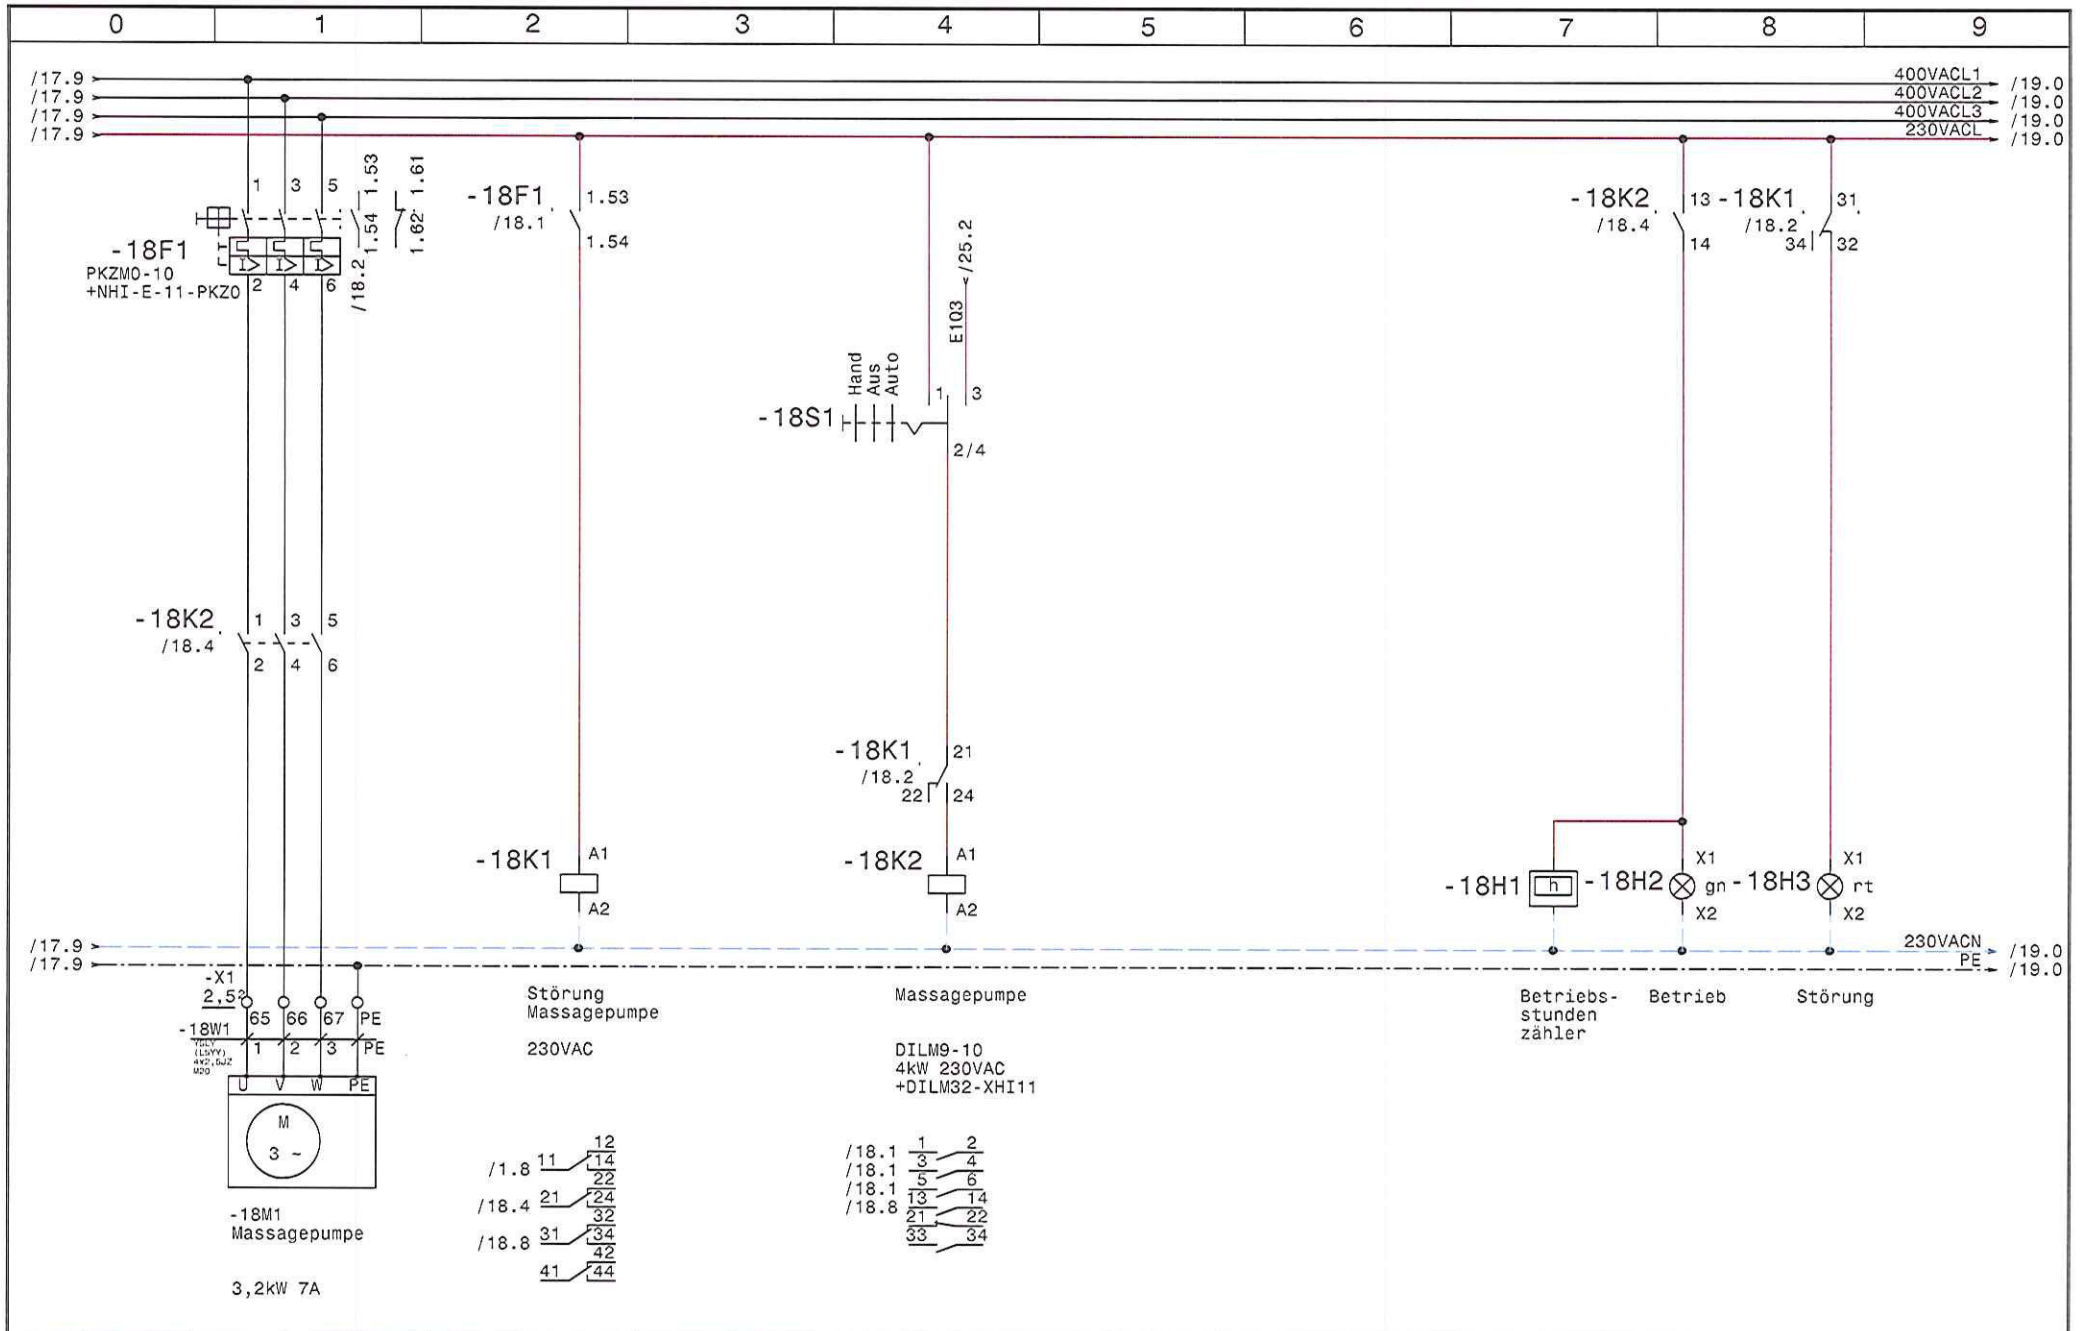 0 1 2 3 4 5 6 7 8 9
/17.9 400VACL1 /19.0
/17.9 400VACL2 /19.0
/17.9 400VACL3 /19.0
/17.9 230VACL /19.0
1 3 5 1.53 1.61
1.54 1.62
/18.2
-18F1
PKZM0-10
+NHI-E-11-PKZ0
I> I> I>
2 4 6
-18F1 1.53
/18.1
1.54
/25.2
E103
Hand
Aus
Auto
1 3
-18S1
2/4
-18K2 13
/18.4
14
-18K1 31
/18.2
34 32
-18K2 1 3 5
/18.4
2 4 6
-18K1 21
/18.2
22 24
-18K1 A1
A2
-18K2 A1
A2
-18H1 h
-18H2 X1
gn
X2
-18H3 X1
rt
X2
/17.9 230VACN /19.0
/17.9 PE /19.0
-X1
2,5²
65 66 67 PE
-18W1
1 2 3 PE
(LSYY)
4X2,5JZ
M20
U V W PE
M
3 ~
-18M1
Massagepumpe
3,2kW 7A
Störung
Massagepumpe
230VAC
12
/1.8 11 14
22
/18.4 21 24
32
/18.8 31 34
42
41 44
Massagepumpe
DILM9-10
4kW 230VAC
+DILM32-XHI11
/18.1 1 2
/18.1 3 4
/18.1 5 6
/18.8 13 14
21 22
33 34
Betriebs-
stunden
zähler
Betrieb
Störung